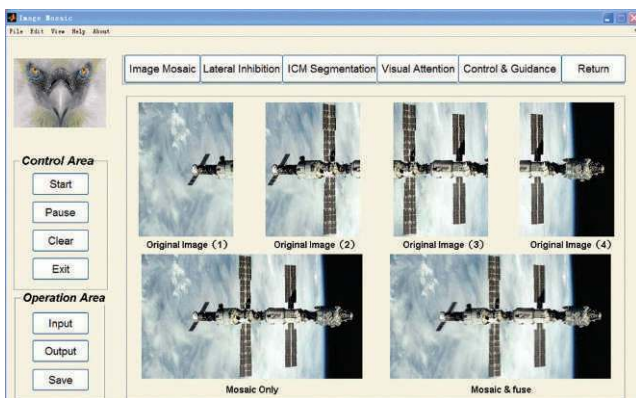 Image Mosaic
File Edit View Help About
Image Mosaic Lateral Inhibition ICM Segmentation Visual Attention Control & Guidance Return
Control Area
Start
Pause
Clear
Exit
Operation Area
Input
Output
Save
Original Image（1） Original Image（2） Original Image（3） Original Image（4）
Mosaic Only Mosaic & fuse